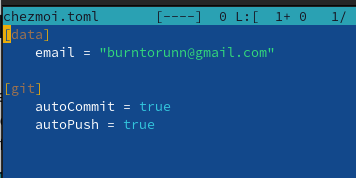 chezmoi.toml [----] 0 L:[ 1+ 0 1/
[data]
email = "burntorunn@gmail.com"
[git]
autoCommit = true
autoPush = true